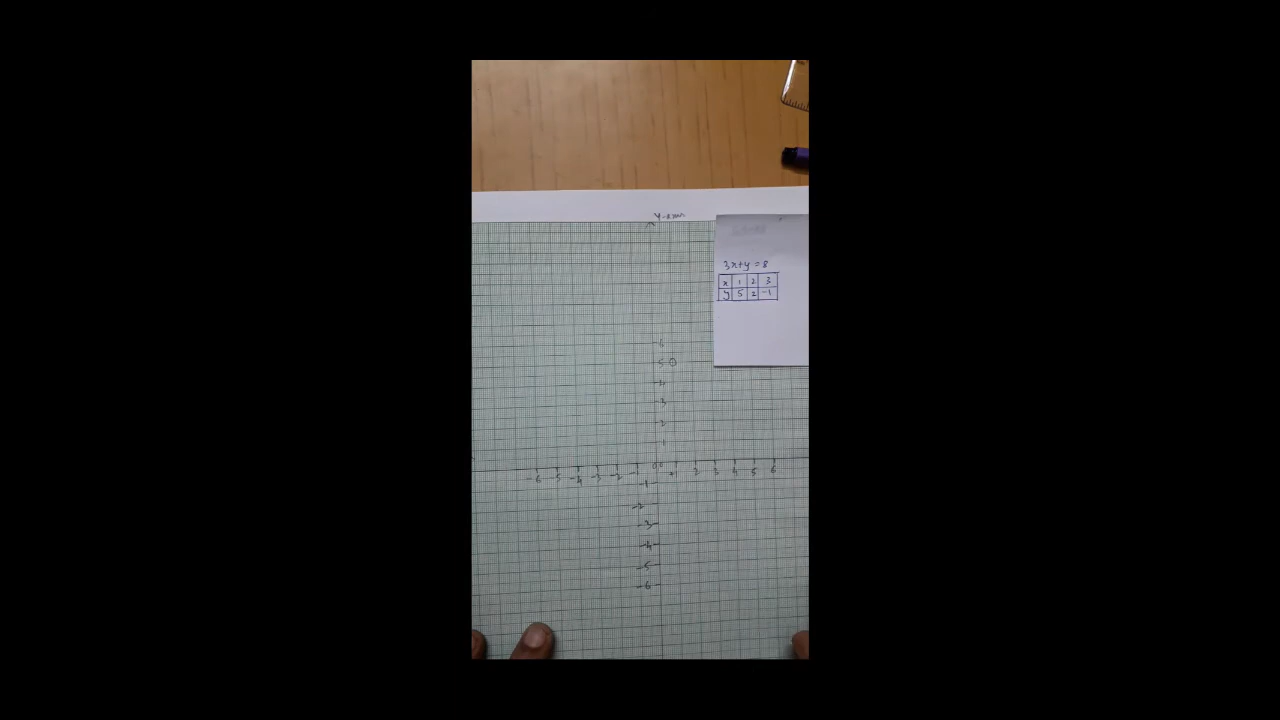 Y-axis
3x+y=8
x 1 2 3
y 5 2 -1
6
5
4
3
2
1
-6 -5 -4 -3 -2 -1 0 +1 2 3 4 5 6
-1
-2
-3
-4
-5
-6